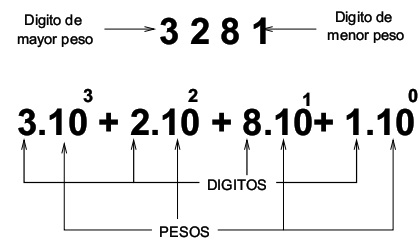 Digito de mayor peso
3 2 8 1
Digito de menor peso
3.10³ + 2.10² + 8.10¹+ 1.10⁰
DIGITOS
PESOS